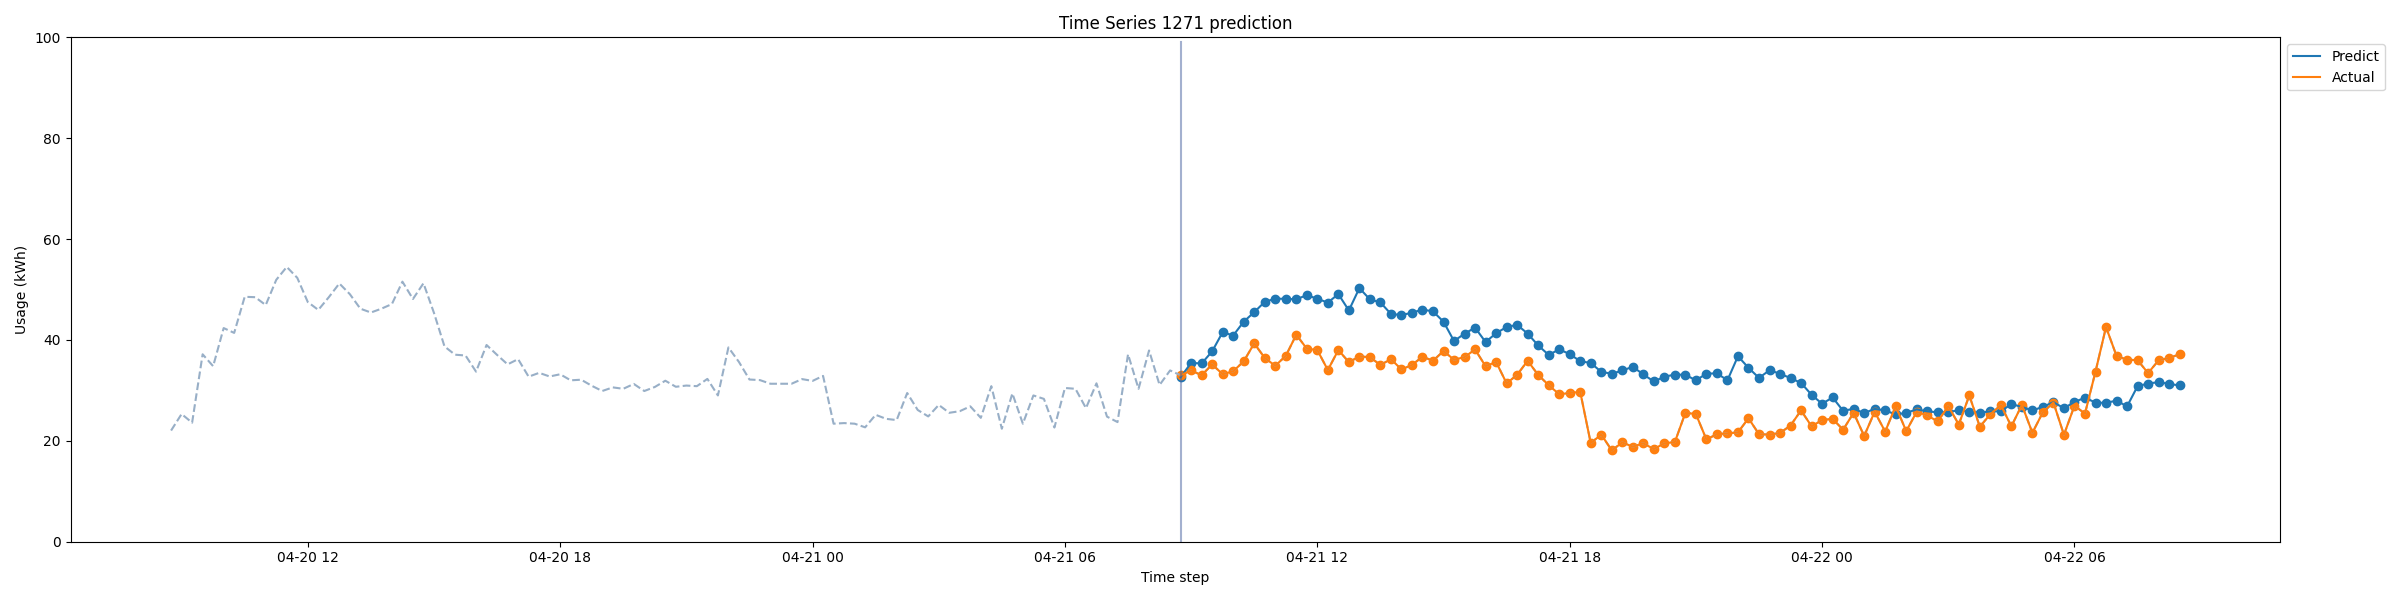 Time Series 1271 prediction
100
80
60
40
20
0
Usage (kWh)
04-20 12
04-20 18
04-21 00
04-21 06
04-21 12
04-21 18
04-22 00
04-22 06
Time step
Predict
Actual